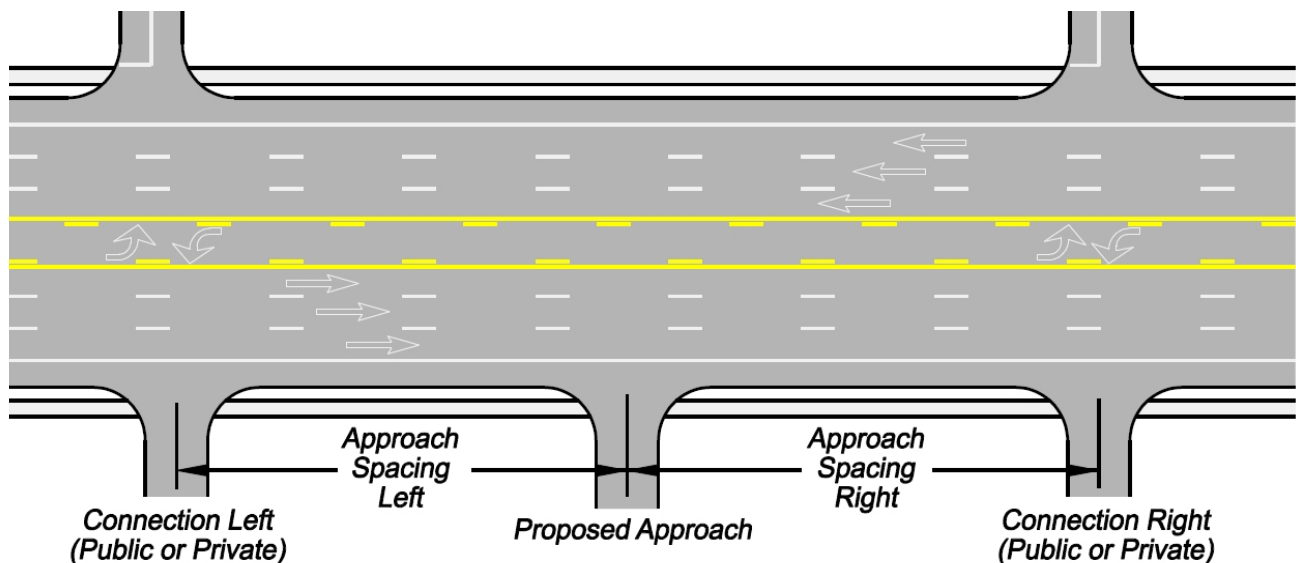 Approach
Spacing
Left
Approach
Spacing
Right
Connection Left
(Public or Private)
Proposed Approach
Connection Right
(Public or Private)